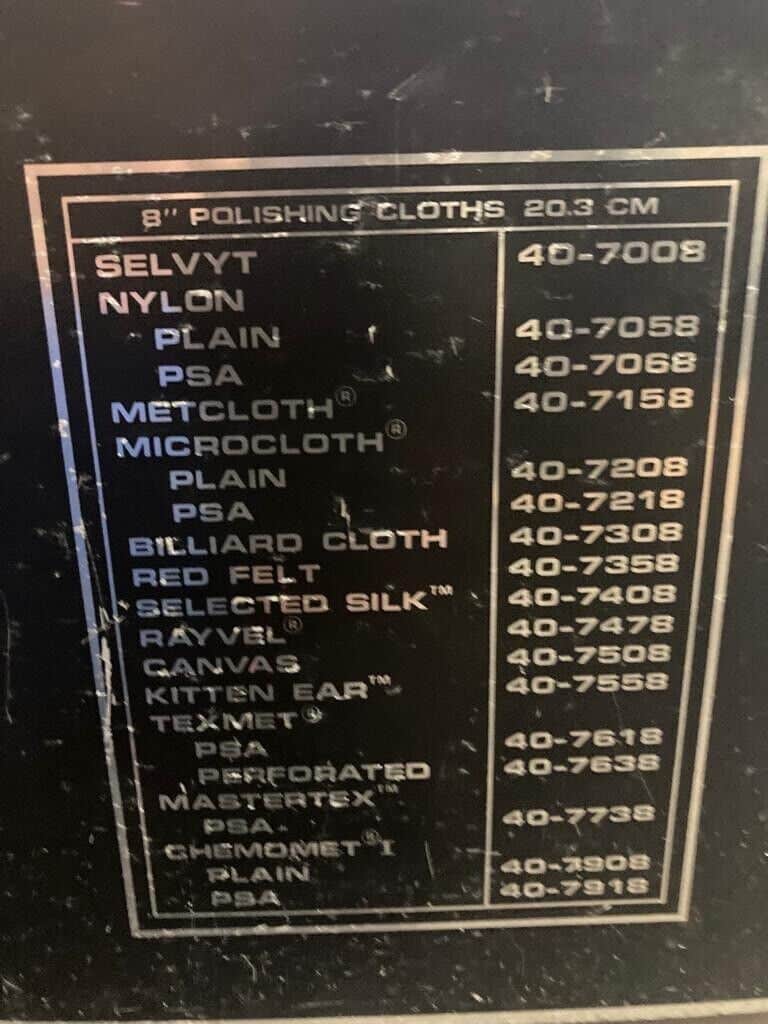 8" POLISHING CLOTHS 20.3 CM
SELVYT 40-7008
NYLON
PLAIN 40-7058
PSA 40-7068
METCLOTH® 40-7158
MICROCLOTH®
PLAIN 40-7208
PSA 40-7218
BILLIARD CLOTH 40-7308
RED FELT 40-7358
SELECTED SILK™ 40-7408
RAYVEL® 40-7478
CANVAS 40-7508
KITTEN EAR™ 40-7558
TEXMET®
PSA 40-7618
PERFORATED 40-7638
MASTERTEX™
PSA 40-7738
CHEMOMET® I
PLAIN 40-7908
PSA 40-7918